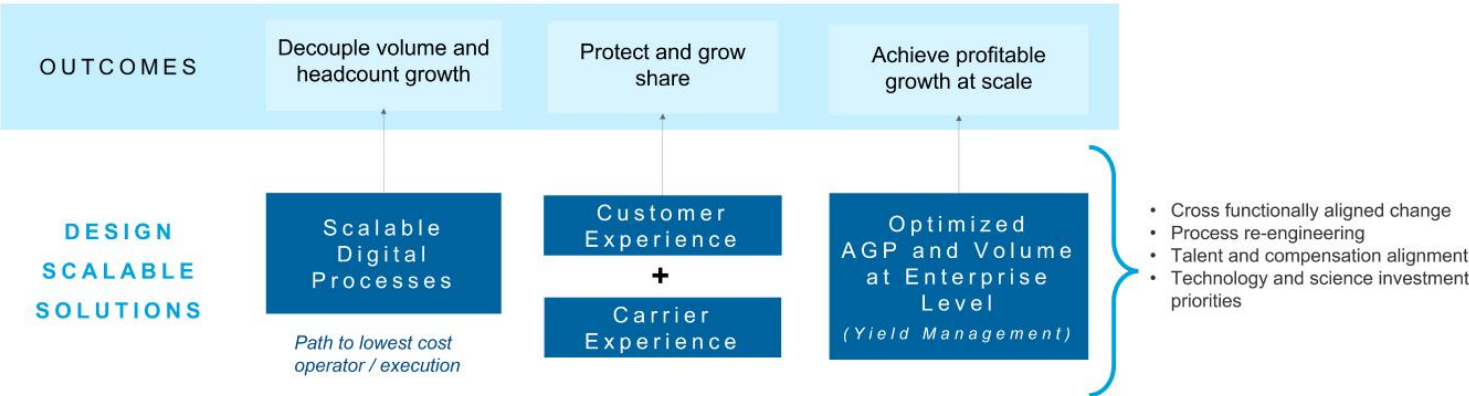 OUTCOMES
Decouple volume and
headcount growth
Protect and grow
share
Achieve profitable
growth at scale
DESIGN
SCALABLE
SOLUTIONS
Scalable
Digital
Processes
Path to lowest cost
operator / execution
Customer
Experience
+
Carrier
Experience
Optimized
AGP and Volume
at Enterprise
Level
(Yield Management)
• Cross functionally aligned change
• Process re-engineering
• Talent and compensation alignment
• Technology and science investment
priorities